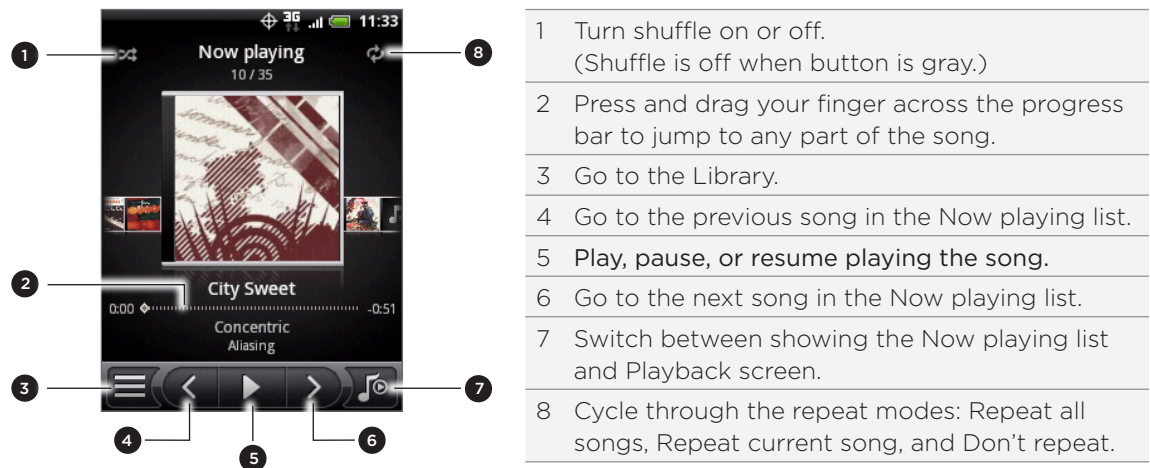 3G 11:33
1 Now playing 8
10 / 35
2
City Sweet
0:00 -0:51
Concentric
Aliasing
3 7
4 6
5
1 Turn shuffle on or off.
(Shuffle is off when button is gray.)
2 Press and drag your finger across the progress
bar to jump to any part of the song.
3 Go to the Library.
4 Go to the previous song in the Now playing list.
5 Play, pause, or resume playing the song.
6 Go to the next song in the Now playing list.
7 Switch between showing the Now playing list
and Playback screen.
8 Cycle through the repeat modes: Repeat all
songs, Repeat current song, and Don’t repeat.